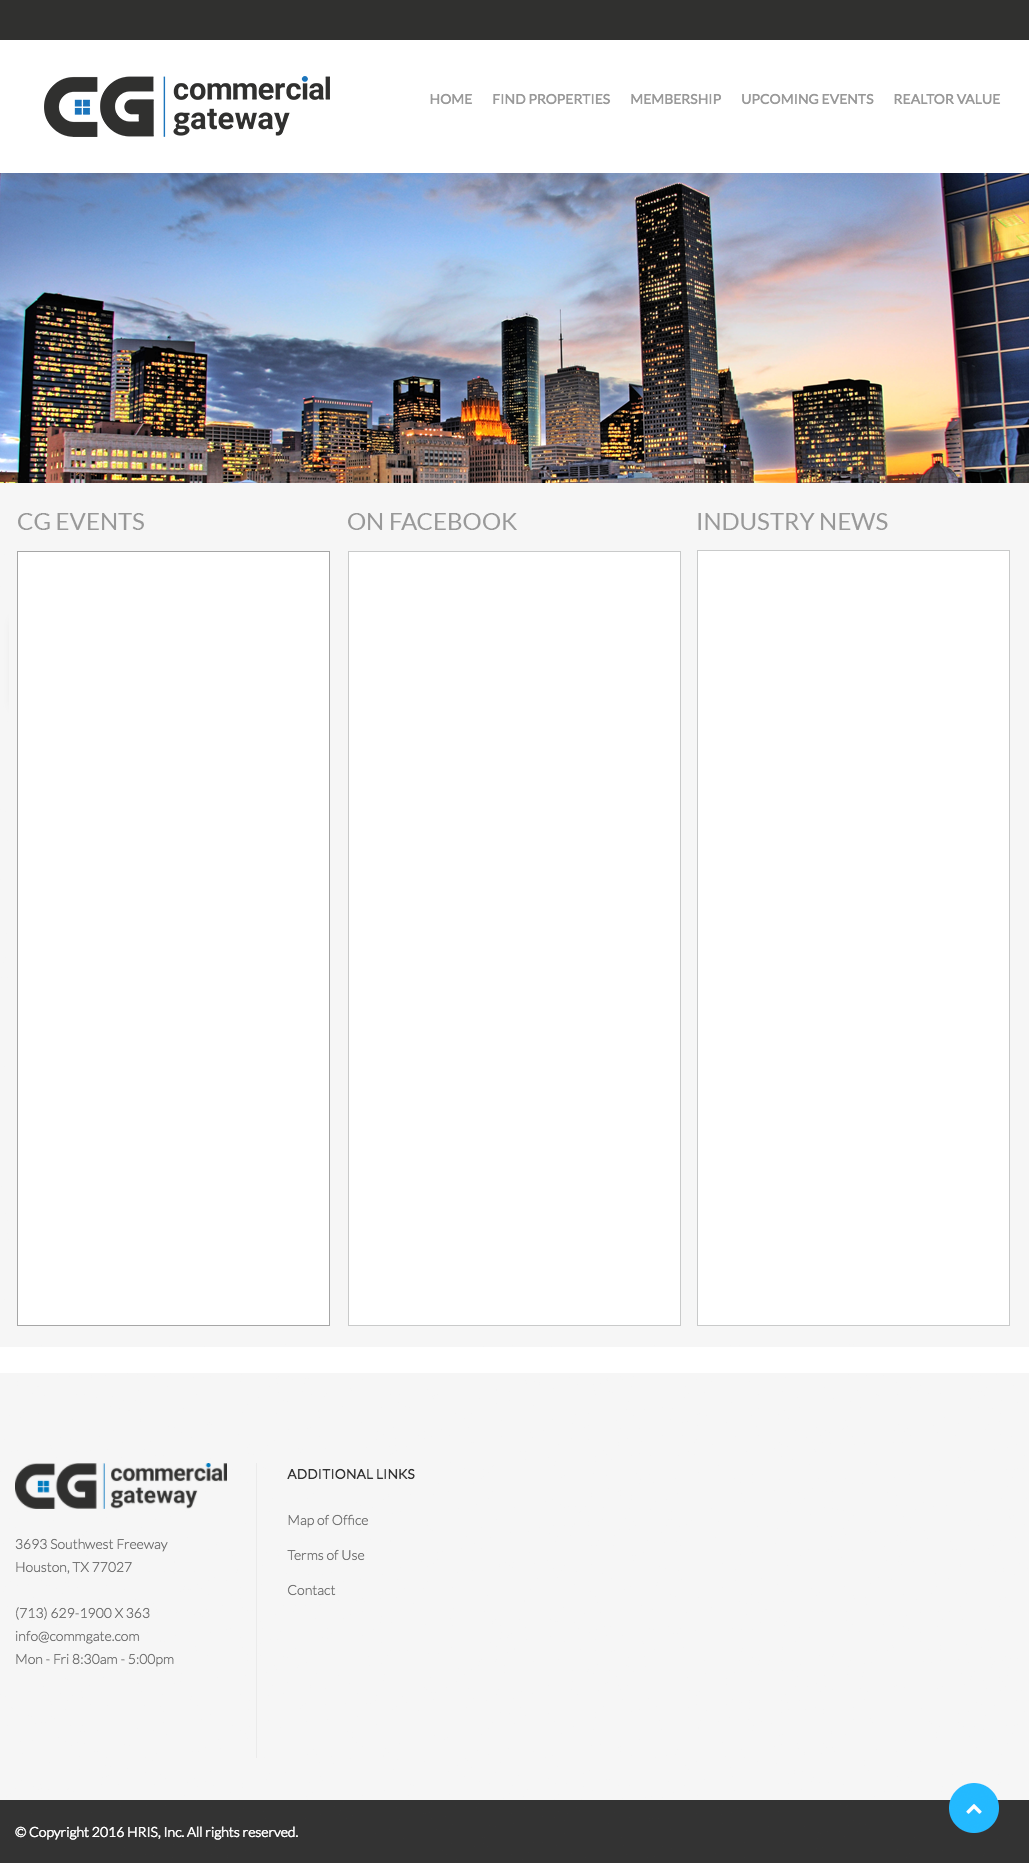 commercial
gateway
HOME FIND PROPERTIES MEMBERSHIP UPCOMING EVENTS REALTOR VALUE
CG EVENTS
ON FACEBOOK
INDUSTRY NEWS
CG commercial
gateway
3693 Southwest Freeway
Houston, TX 77027
(713) 629-1900 X 363
info@commgate.com
Mon - Fri 8:30am - 5:00pm
ADDITIONAL LINKS
Map of Office
Terms of Use
Contact
© Copyright 2016 HRIS, Inc. All rights reserved.